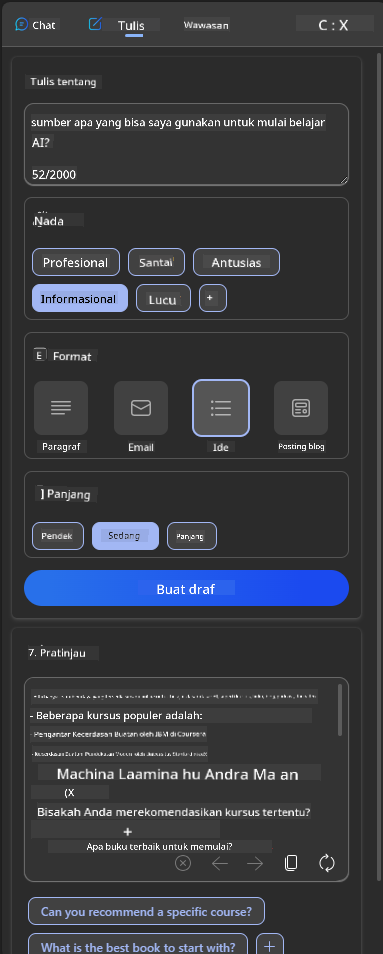 Chat
Tulis
Wawasan
C : X
Tulis tentang
sumber apa yang bisa saya gunakan untuk mulai belajar
AI?
52/2000
Nada
Profesional
Santai
Antusias
Informasional
Lucu
+
E Format
Paragraf
Email
Ide
Posting blog
] Panjang
Pendek
Sedang
Panjang
Buat draf
7. Pratinjau
- Beberapa kursus populer adalah:
- Pengantar Kecerdasan Buatan oleh IBM di Coursera
Machina Laamina hu Andra Ma an
(X
Bisakah Anda merekomendasikan kursus tertentu?
+
Apa buku terbaik untuk memulai?
Can you recommend a specific course?
What is the best book to start with?
+